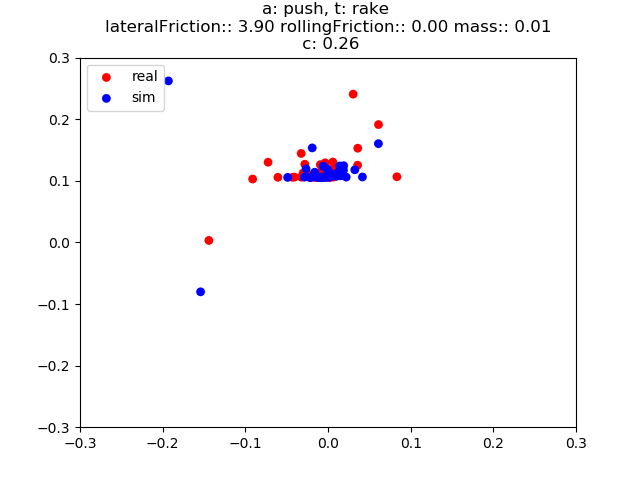 a: push, t: rake
lateralFriction:: 3.90 rollingFriction:: 0.00 mass:: 0.01
c: 0.26
real
sim
0.3
0.2
0.1
0.0
−0.1
−0.2
−0.3
−0.3 −0.2 −0.1 0.0 0.1 0.2 0.3